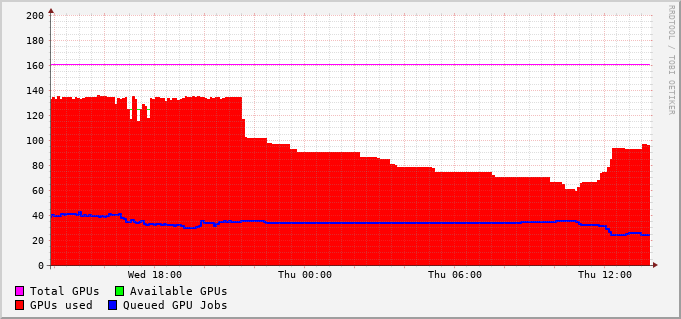 200
180
160
140
120
100
80
60
40
20
0
Wed 18:00 Thu 00:00 Thu 06:00 Thu 12:00
Total GPUs Available GPUs
GPUs used Queued GPU Jobs
RRDTOOL / TOBI OETIKER